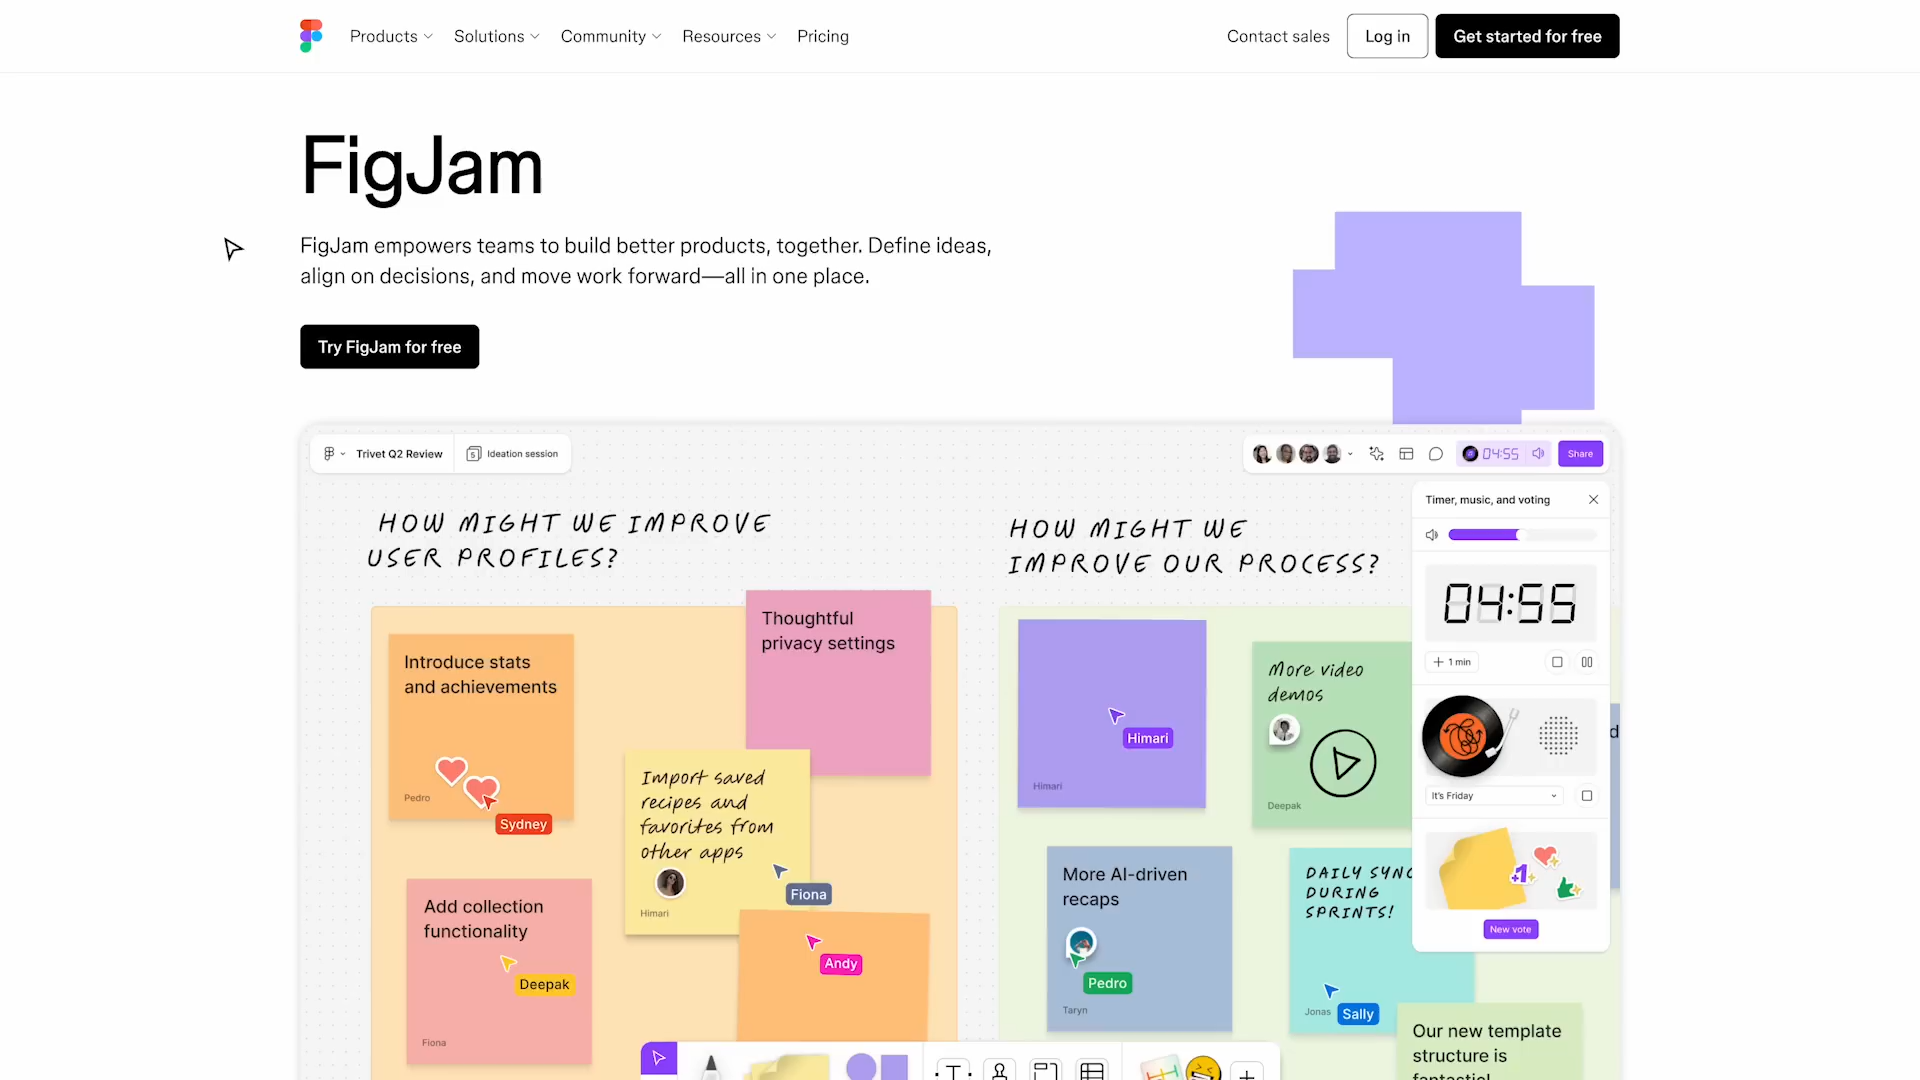 Products
Solutions
Community
Resources
Pricing
Contact sales
Log in
Get started for free
FigJam
FigJam empowers teams to build better products, together. Define ideas,
align on decisions, and move work forward—all in one place.
Try FigJam for free
Trivet Q2 Review
5
Ideation session
04:55
Share
Timer, music, and voting
04:55
+ 1 min
It's Friday
+1
New vote
HOW MIGHT WE IMPROVE
USER PROFILES?
Introduce stats
and achievements
Pedro
Sydney
Thoughtful
privacy settings
Import saved
recipes and
favorites from
other apps
Himari
Fiona
Add collection
functionality
Deepak
Fiona
Andy
HOW MIGHT WE
IMPROVE OUR PROCESS?
Himari
Himari
More video
demos
Deepak
More AI-driven
recaps
Pedro
Taryn
DAILY SYNC
DURING
SPRINTS!
Jonas
Sally
Our new template
structure is
fantastic!
d
T